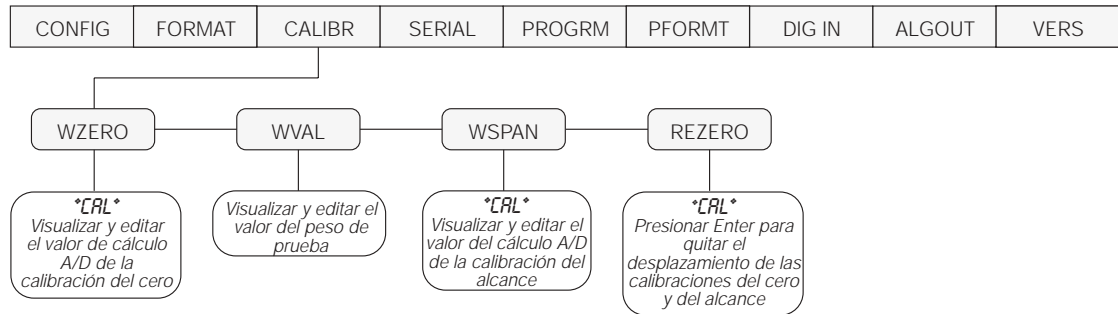 CONFIG FORMAT CALIBR SERIAL PROGRM PFORMT DIG IN ALGOUT VERS
WZERO WVAL WSPAN REZERO
*CAL*
Visualizar y editar
el valor de cálculo
A/D de la
calibración del cero
Visualizar y editar el
valor del peso de
prueba
*CAL*
Visualizar y editar el
valor del cálculo A/D
de la calibración del
alcance
*CAL*
Presionar Enter para
quitar el
desplazamiento de las
calibraciones del cero
y del alcance